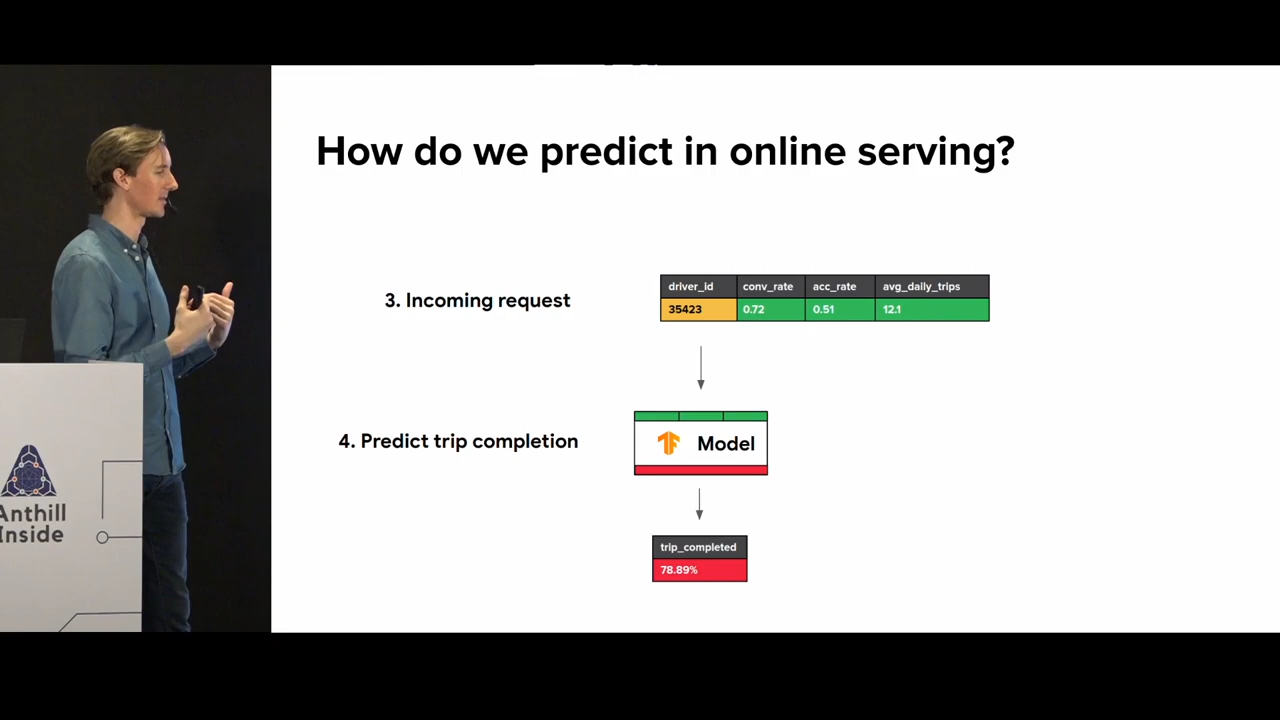 How do we predict in online serving?
3. Incoming request
driver_id conv_rate acc_rate avg_daily_trips
35423 0.72 0.51 12.1
4. Predict trip completion
Model
trip_completed
78.89%
Anthill
Inside